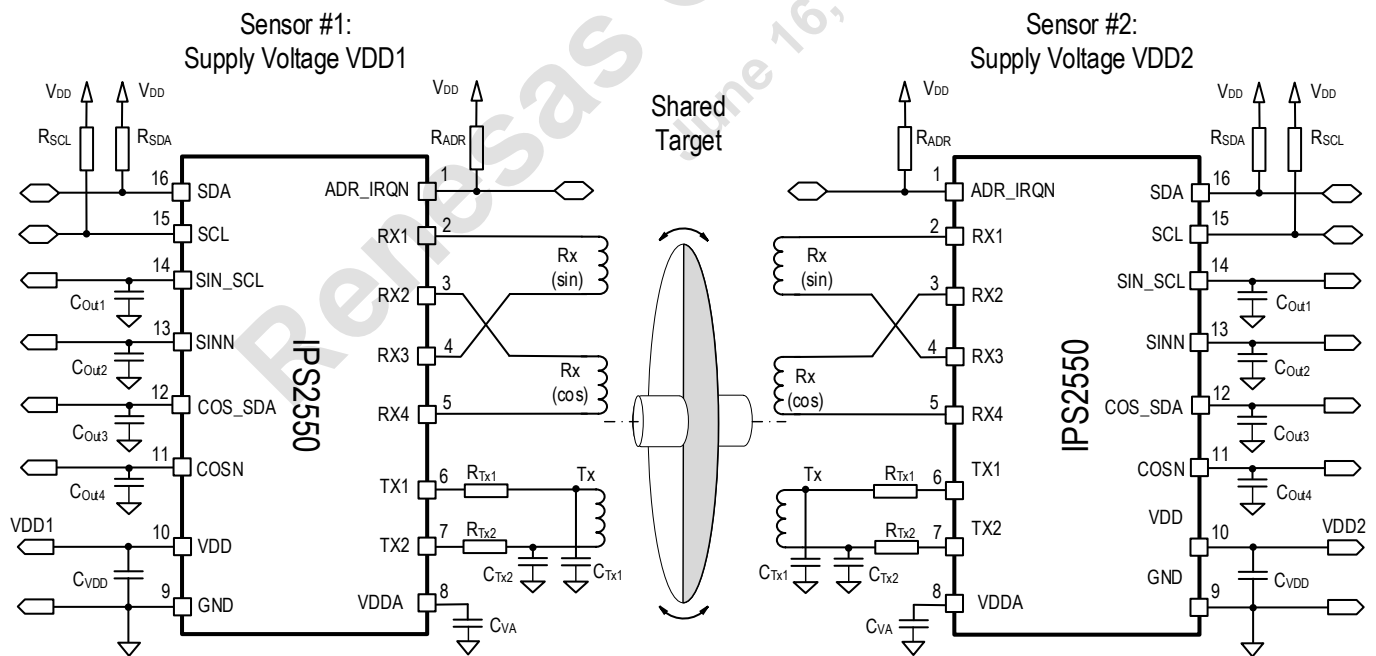 Sensor #1:
Supply Voltage VDD1
Sensor #2:
Supply Voltage VDD2
Renesas
June 16,
Shared
Target
VDD
VDD
RSCL
RSDA
VDD
RADR
16
SDA
15
SCL
14
SIN_SCL
COut1
13
SINN
COut2
12
COS_SDA
COut3
11
COSN
COut4
VDD1
10
VDD
CVDD
9
GND
IPS2550
ADR_IRQN
1
RX1
2
RX2
3
RX3
4
RX4
5
TX1
6
TX2
7
VDDA
8
Rx
(sin)
Rx
(cos)
RTx1
Tx
RTx2
CTx2
CTx1
CVA
VDD
RADR
1
ADR_IRQN
2
RX1
3
RX2
4
RX3
5
RX4
6
TX1
7
TX2
8
VDDA
Rx
(sin)
Rx
(cos)
Tx
RTx1
RTx2
CTx1
CTx2
CVA
IPS2550
VDD
VDD
RSDA
RSCL
SDA
16
SCL
15
SIN_SCL
14
COut1
SINN
13
COut2
COS_SDA
12
COut3
COSN
11
COut4
VDD
10
VDD2
CVDD
GND
9